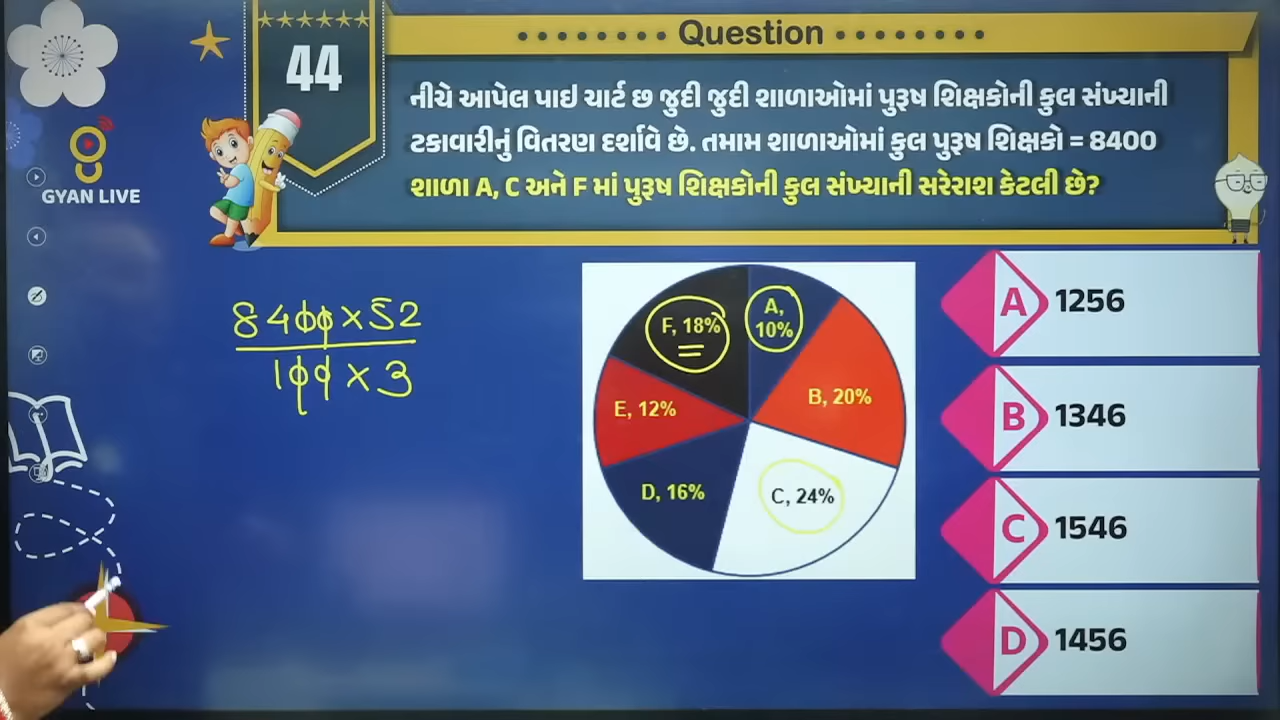 Question
44
નીચે આપેલ પાઇ ચાર્ટ છ જુદી જુદી શાળાઓમાં પુરૂષ શિક્ષકોની કુલ સંખ્યાની
ટકાવારીનું વિતરણ દર્શાવે છે. તમામ શાળાઓમાં કુલ પુરૂષ શિક્ષકો = 8400
શાળા A, C અને F માં પુરૂષ શિક્ષકોની કુલ સંખ્યાની સરેરાશ કેટલી છે?
GYAN LIVE
8400 × 52
100 × 3
F, 18%
A,
10%
B, 20%
E, 12%
D, 16%
C, 24%
A 1256
B 1346
C 1546
D 1456